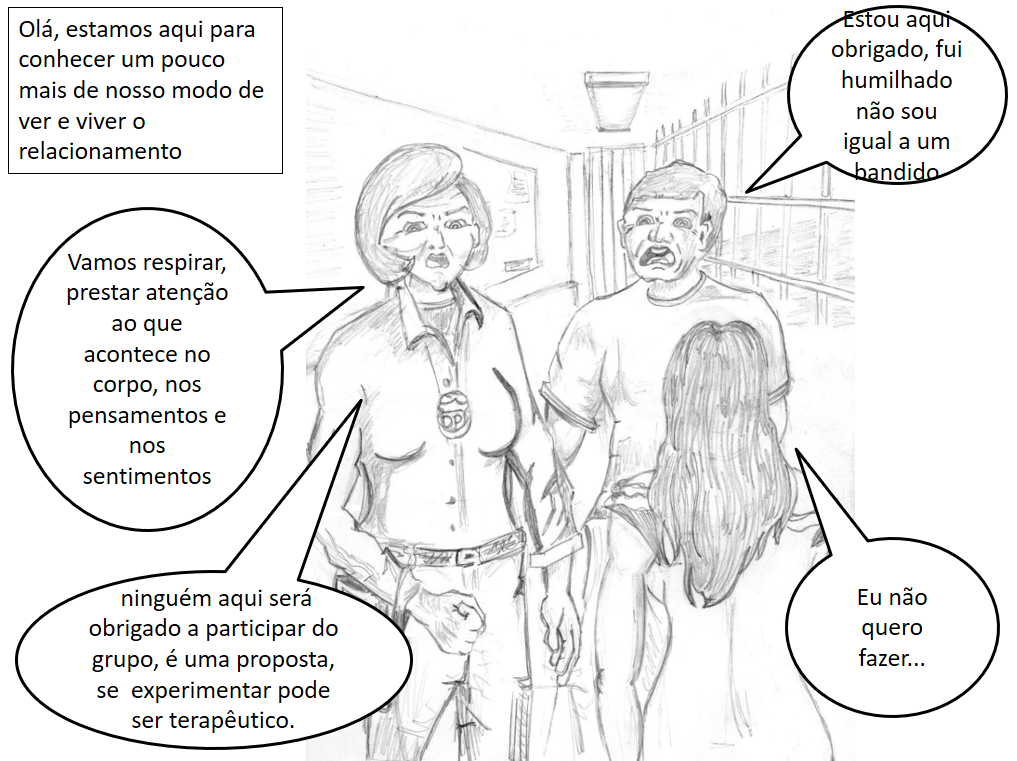 Olá, estamos aqui para
conhecer um pouco
mais de nosso modo de
ver e viver o
relacionamento
Estou aqui
obrigado, fui
humilhado
não sou
igual a um
bandido
Vamos respirar,
prestar atenção
ao que
acontece no
corpo, nos
pensamentos e
nos
sentimentos
DP
ninguém aqui será
obrigado a participar do
grupo, é uma proposta,
se experimentar pode
ser terapêutico.
Eu não
quero
fazer...